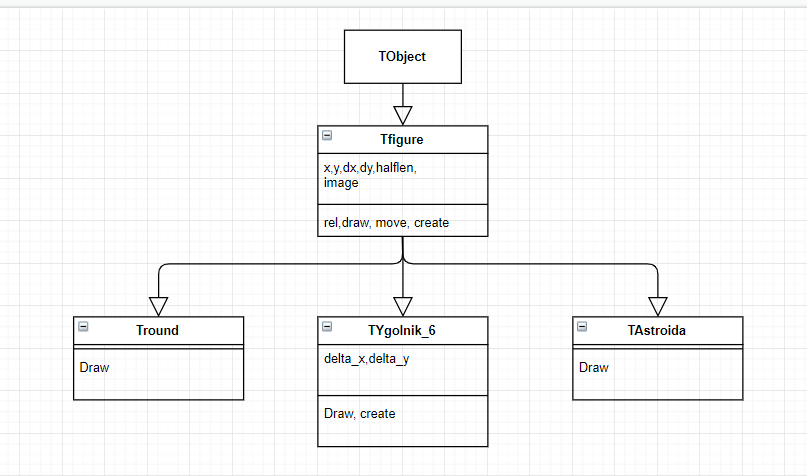 TObject
Tfigure
x,y,dx,dy,halflen,
image
rel,draw, move, create
Tround
Draw
TYgolnik_6
delta_x,delta_y
Draw, create
TAstroida
Draw